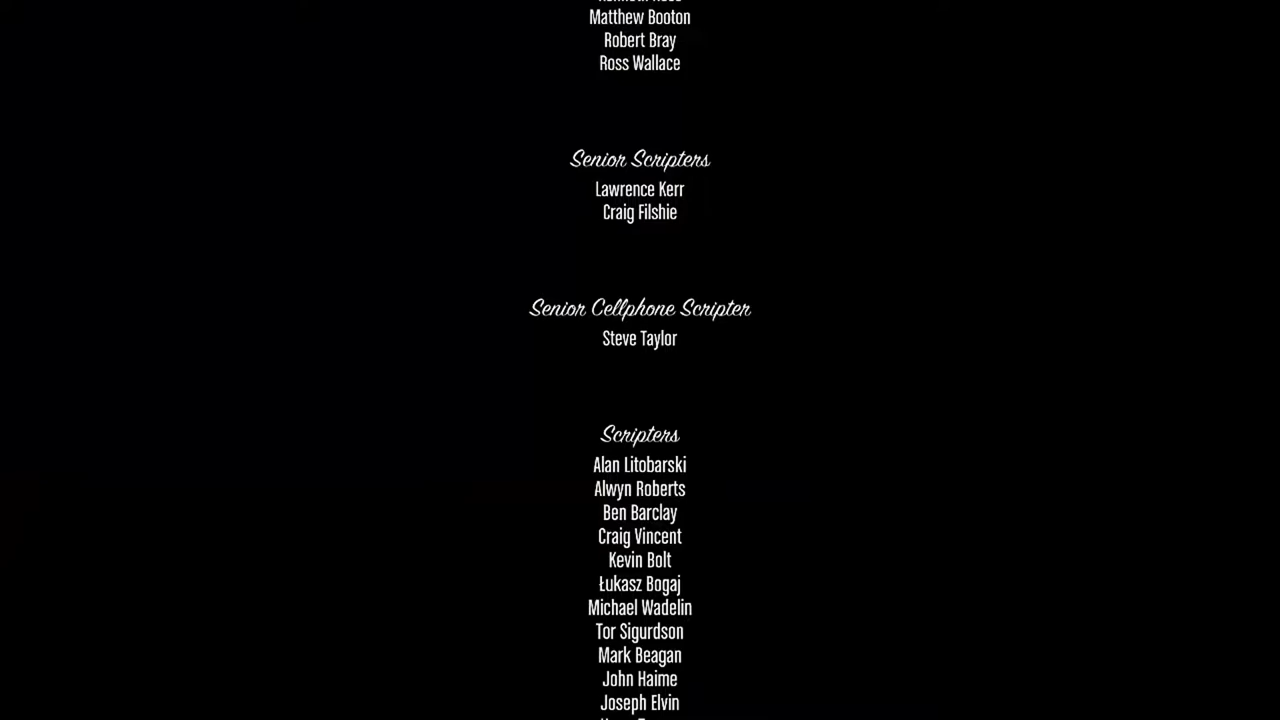 Matthew Booton
Robert Bray
Ross Wallace
Senior Scripters
Lawrence Kerr
Craig Filshie
Senior Cellphone Scripter
Steve Taylor
Scripters
Alan Litobarski
Alwyn Roberts
Ben Barclay
Craig Vincent
Kevin Bolt
Łukasz Bogaj
Michael Wadelin
Tor Sigurdson
Mark Beagan
John Haime
Joseph Elvin